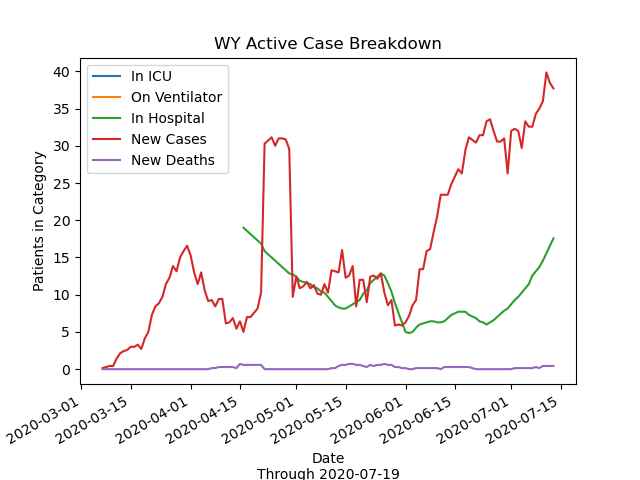 WY Active Case Breakdown
In ICU
On Ventilator
In Hospital
New Cases
New Deaths
Patients in Category
40
35
30
25
20
15
10
5
0
2020-03-01
2020-03-15
2020-04-01
2020-04-15
2020-05-01
2020-05-15
2020-06-01
2020-06-15
2020-07-01
2020-07-15
Date
Through 2020-07-19